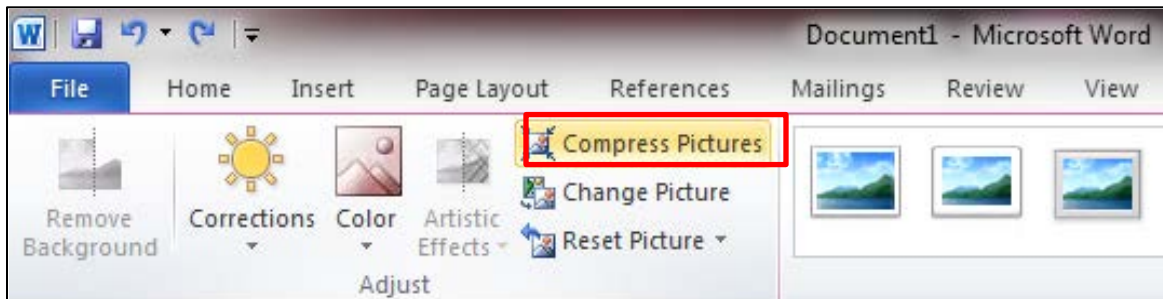 W
Document1 - Microsoft Word
File Home Insert Page Layout References Mailings Review View
Compress Pictures
Change Picture
Remove Background
Corrections
Color
Artistic Effects
Reset Picture
Adjust